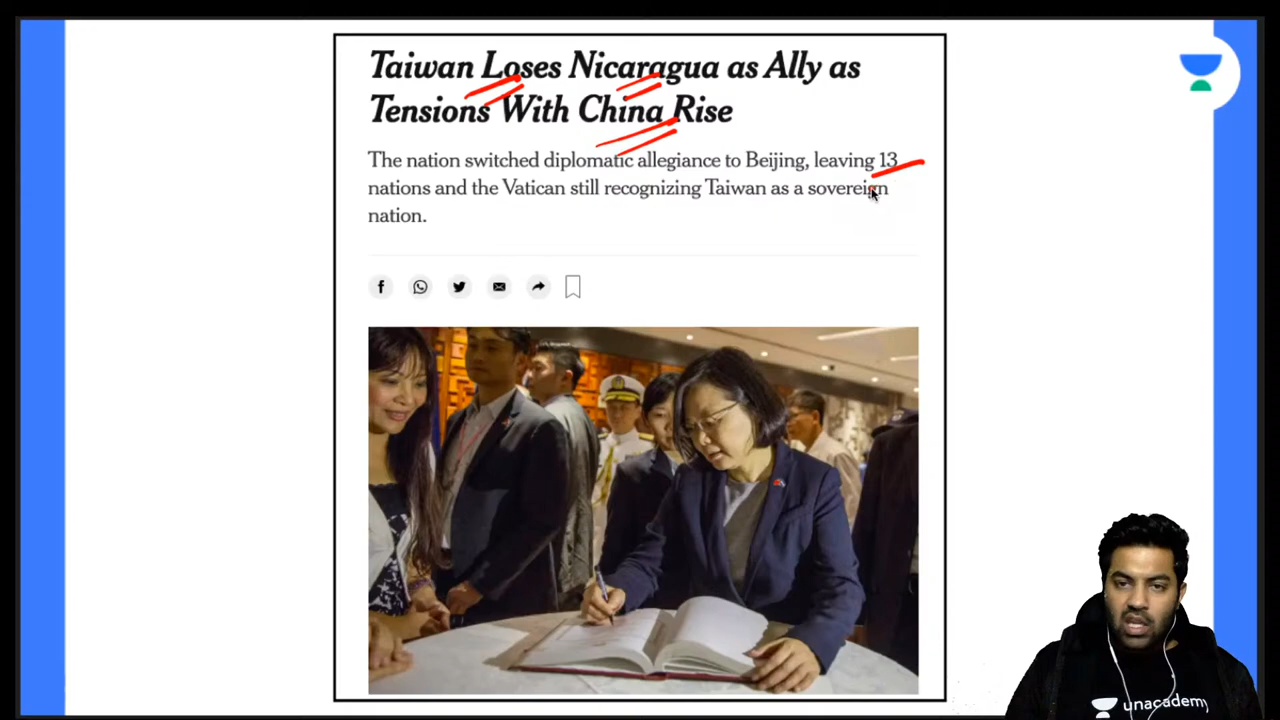 Taiwan Loses Nicaragua as Ally as
Tensions With China Rise
The nation switched diplomatic allegiance to Beijing, leaving 13
nations and the Vatican still recognizing Taiwan as a sovereign
nation.
unacademy